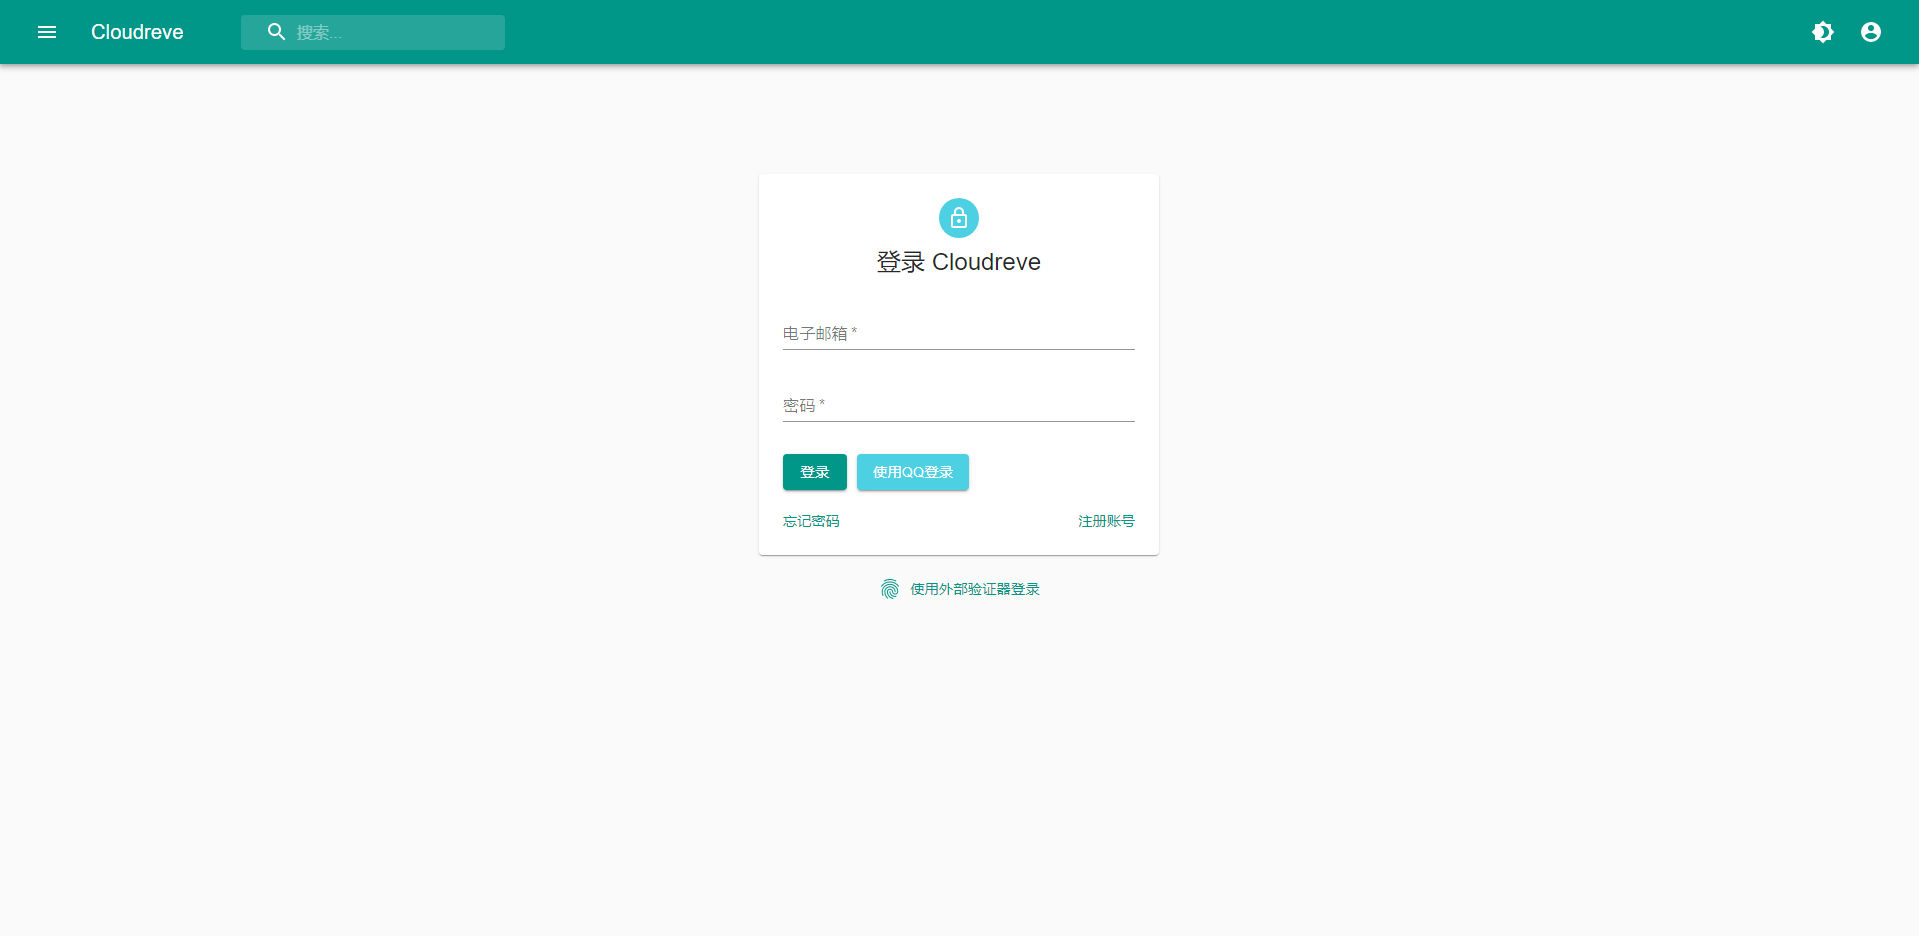 Cloudreve
搜索...
登录 Cloudreve
电子邮箱 *
密码 *
登录
使用QQ登录
忘记密码
注册账号
使用外部验证器登录